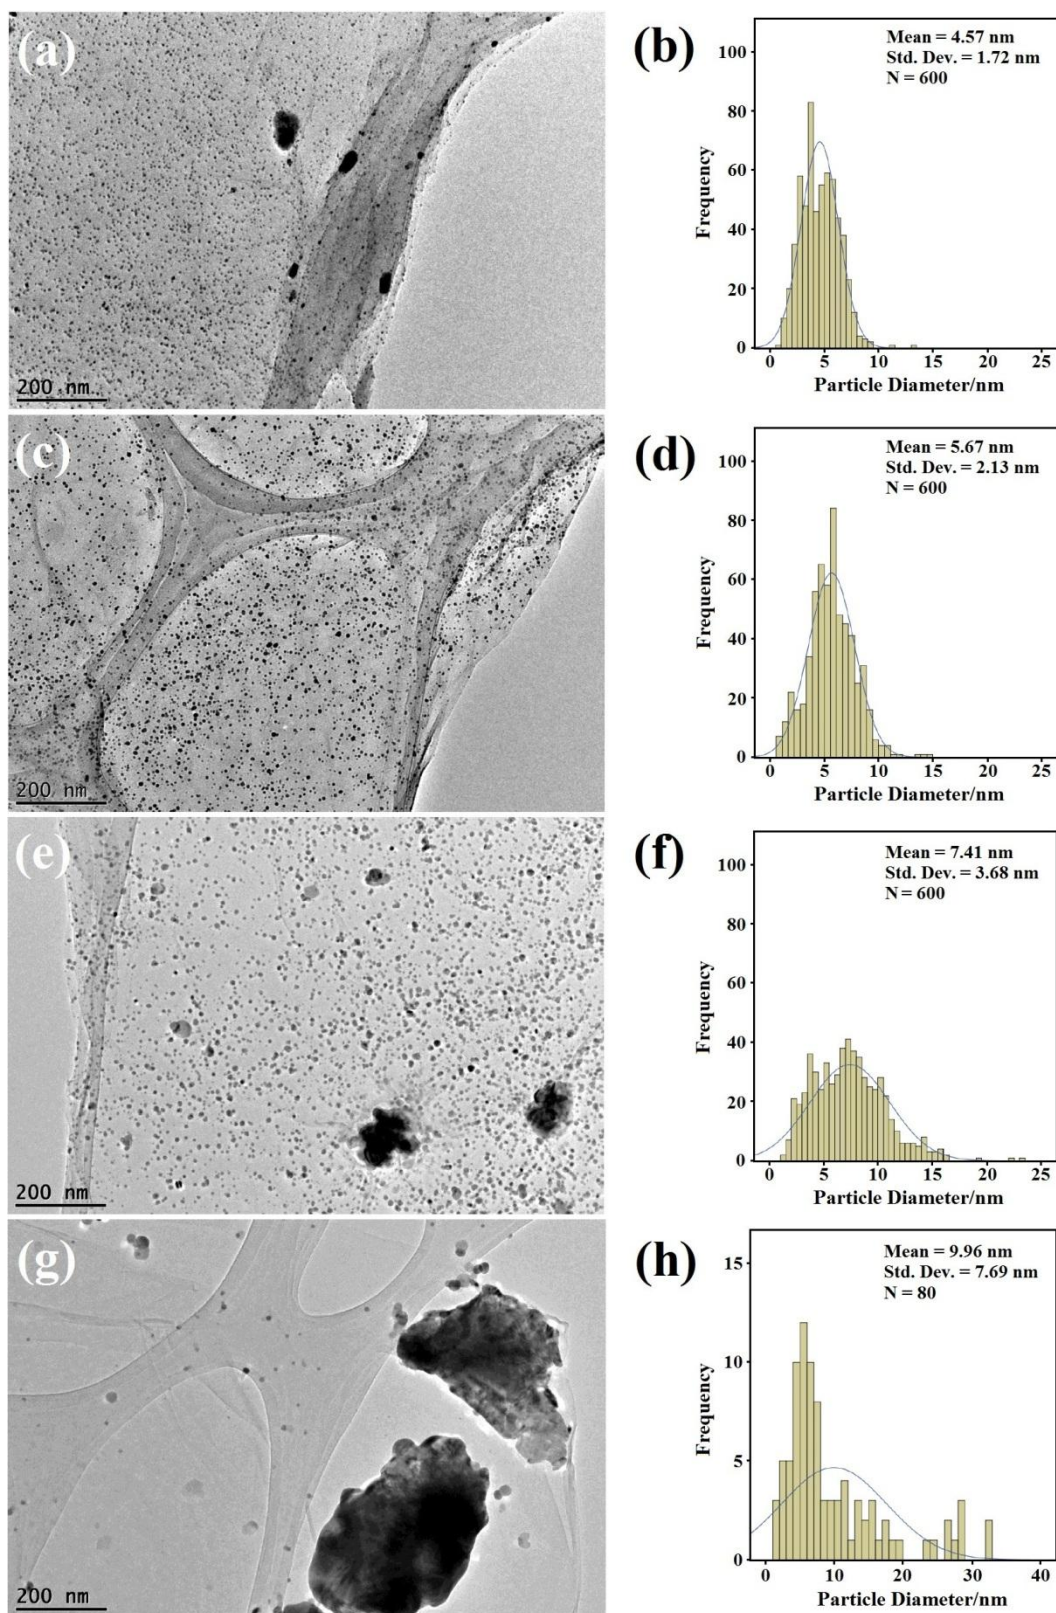 (a)
200 nm
(b)
Mean = 4.57 nm
Std. Dev. = 1.72 nm
N = 600
100
80
60
40
20
0
Frequency
0 5 10 15 20 25
Particle Diameter/nm
(c)
200 nm
(d)
Mean = 5.67 nm
Std. Dev. = 2.13 nm
N = 600
100
80
60
40
20
0
Frequency
0 5 10 15 20 25
Particle Diameter/nm
(e)
200 nm
(f)
Mean = 7.41 nm
Std. Dev. = 3.68 nm
N = 600
100
80
60
40
20
0
Frequency
0 5 10 15 20 25
Particle Diameter/nm
(g)
200 nm
(h)
Mean = 9.96 nm
Std. Dev. = 7.69 nm
N = 80
15
10
5
0
Frequency
0 10 20 30 40
Particle Diameter/nm